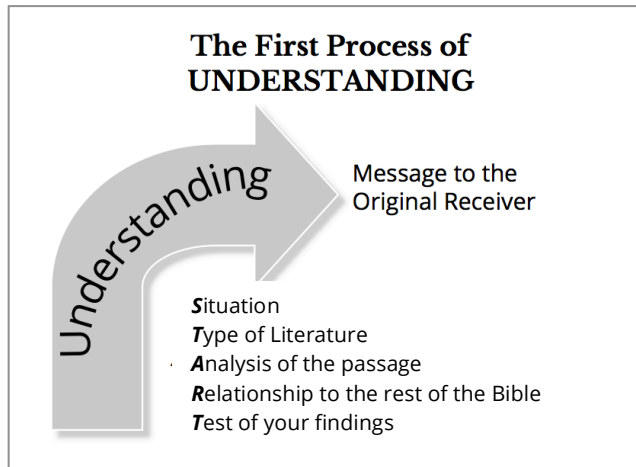 The First Process of
UNDERSTANDING
Understanding
Message to the
Original Receiver
Situation
Type of Literature
Analysis of the passage
Relationship to the rest of the Bible
Test of your findings